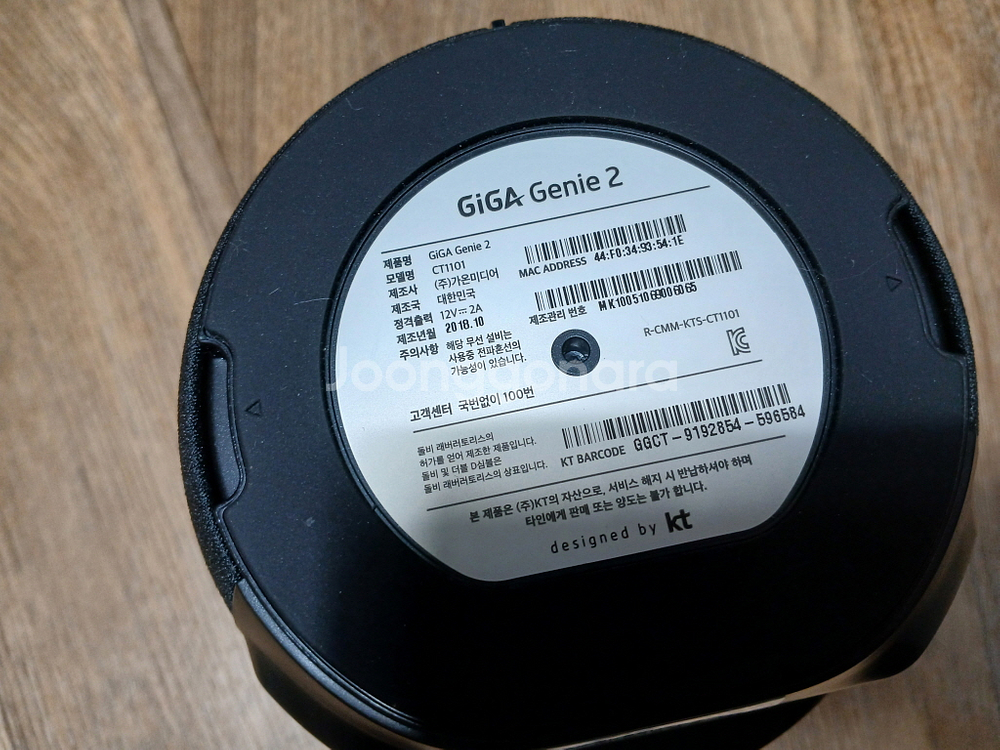 GiGA Genie 2
제품명 GiGA Genie 2
모델명 CT1101
제조사 (주)가온미디어
제조국 대한민국
정격출력 12V⎓2A
제조년월 2018.10
주의사항 해당 무선 설비는
사용중 전파혼선의
가능성이 있습니다.
MAC ADDRESS 44:F0:34:93:54:1E
제조관리 번호 MK10051069006065
R-CMM-KTS-CT1101
Joonggonara
고객센터 국번없이 100번
돌비 래버러토리스의
허가를 얻어 제조한 제품입니다.
돌비 및 더블 D심볼은
돌비 래버러토리스의 상표입니다.
KT BARCODE GGCT-9192854-596584
본 제품은 (주)KT의 자산으로, 서비스 해지 시 반납하셔야 하며
타인에게 판매 또는 양도는 불가 합니다.
designed by kt